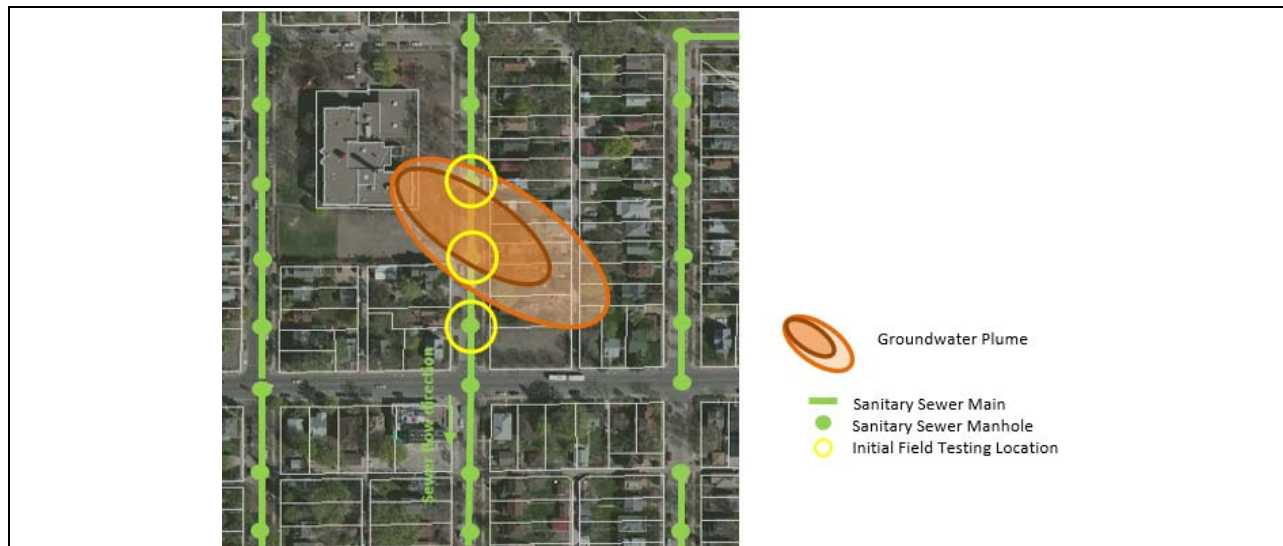 Sewer flow direction
Groundwater Plume
Sanitary Sewer Main
Sanitary Sewer Manhole
Initial Field Testing Location